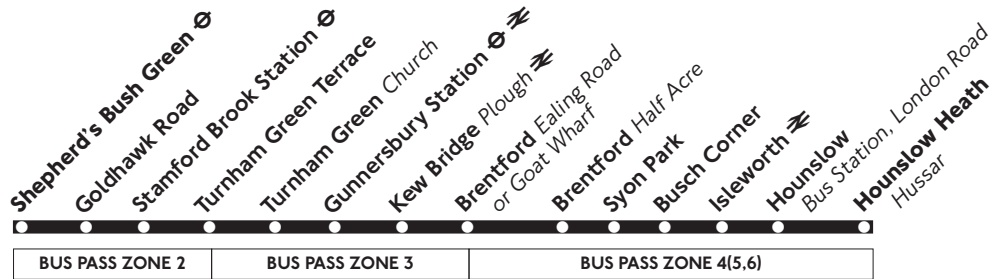 Shepherd's Bush Green
Goldhawk Road
Stamford Brook Station
Turnham Green Terrace
Turnham Green Church
Gunnersbury Station
Kew Bridge Plough
Brentford Ealing Road
or Goat Wharf
Brentford Half Acre
Syon Park
Busch Corner
Isleworth
Hounslow
Bus Station, London Road
Hounslow Heath
Hussar
BUS PASS ZONE 2
BUS PASS ZONE 3
BUS PASS ZONE 4(5,6)